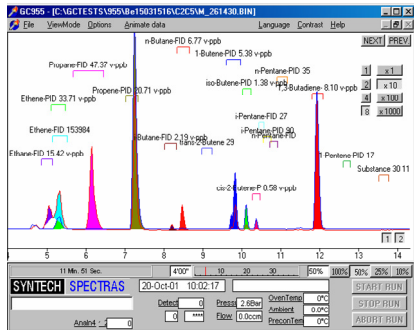 GC955 - [C:\GCTESTS\955\Be15031516\C2C5\M_261430.BIN]
File ViewMode Options Animate data Language Contrast Help
n-Butane-FID 6.77 v-ppb
NEXT PREV
1-Butene-PID 5.38 v-ppb
Propane-FID 47.37 v-ppb
n-Pentane-PID 35
1 x 1
iso-Butene-PID 1.38 v-ppb
2 x 10
Ethene-PID 33.71 v-ppb
Propene-PID 20.71 v-ppb
1,3-Butadiene- 8.10 v-ppb
4 x 100
i-Pentane-PID 27
8 x 1000
Ethene-FID 153984
i-Pentane-FID 90
i-Butane-FID 2.19 v-ppb
trans-2-Butene 29
n-Pentane-FID
Ethane-FID 15.42 v-ppb
1 Pentene PID 17
Substance 30 11
cis-2-Butene-P 0.58 v-ppb
1 2
5 6 7 8 9 10 11 12 13 14
11 Min. 51 Sec. 4'00" 10 20 30 50% 100% 50% 25% 10%
SYNTECH SPECTRAS 20-Oct-01 10:02:17
START RUN
Detect 0 Press 2.6Bar OvenTemp 0°C
STOP RUN
0 **** Flow 0.0ccm Ambient 0.0°C
PreconTem 0°C
ABORT RUN
Analn4 : 2 0